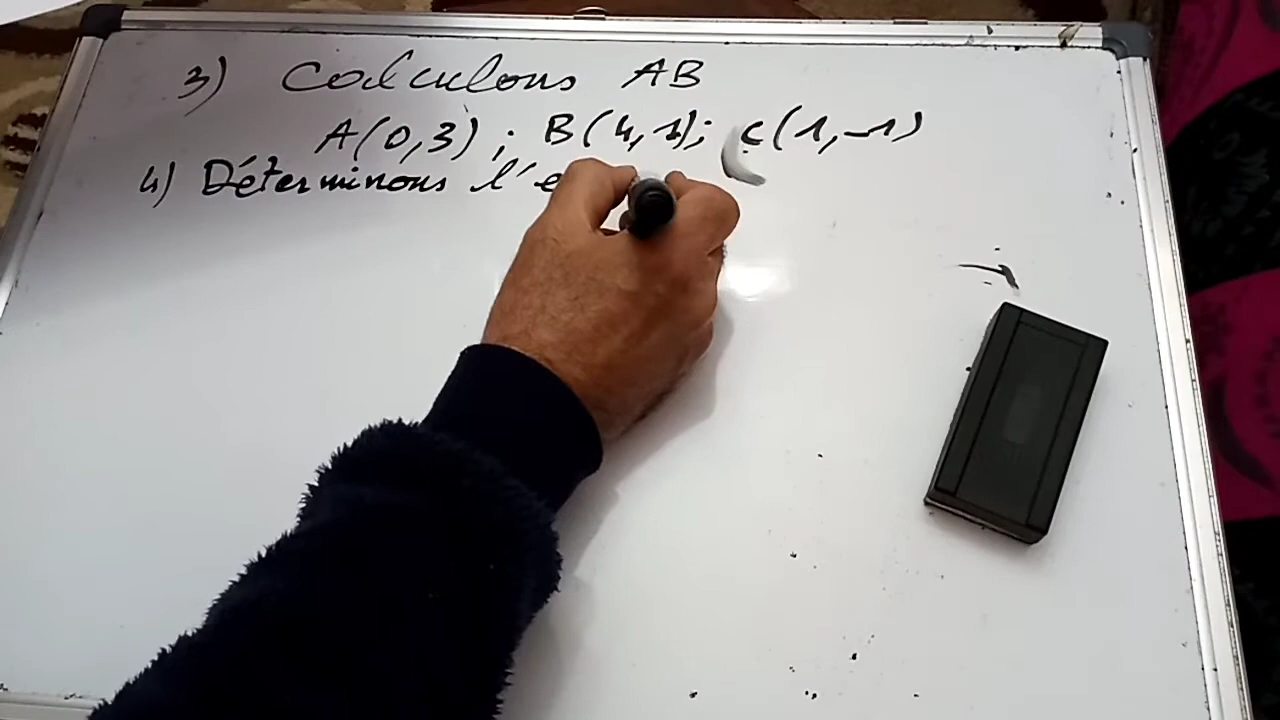 3) Calculons AB
A(0,3) ; B(4,1); C(1,-1)
4) Déterminons l'e